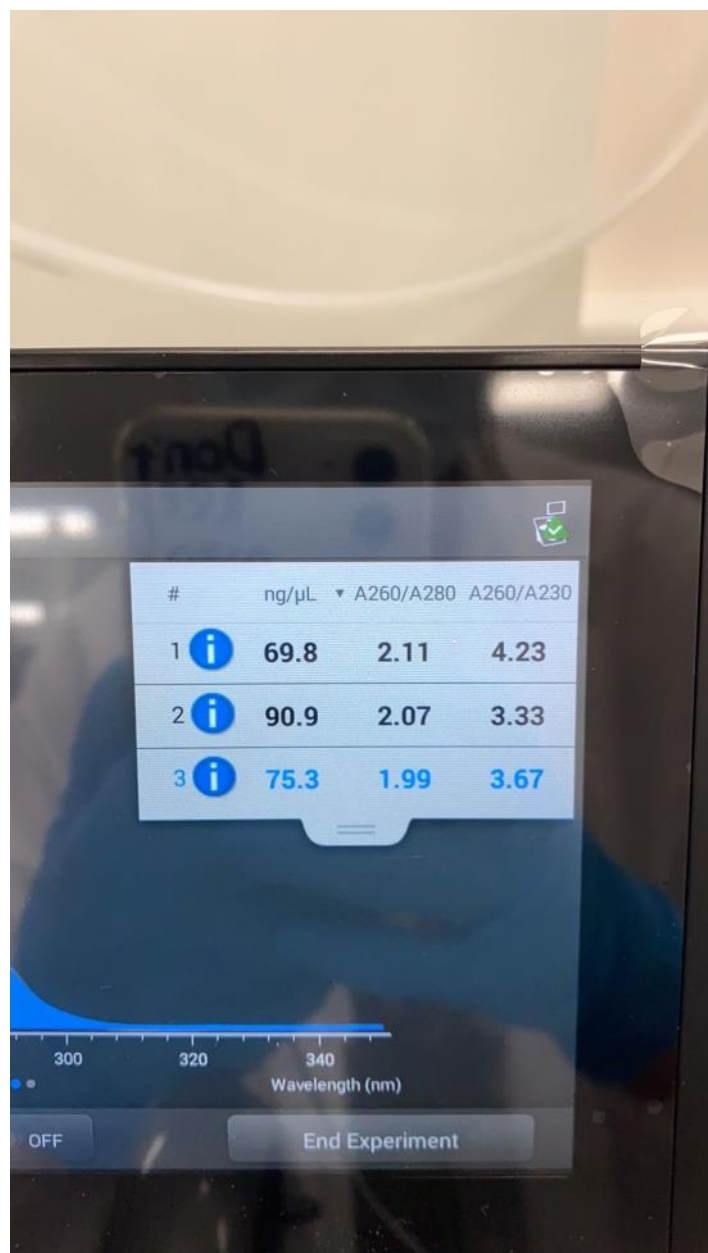 Don't
# ng/µL ▾ A260/A280 A260/A230
1 i 69.8 2.11 4.23
2 i 90.9 2.07 3.33
3 i 75.3 1.99 3.67
300 320 340
Wavelength (nm)
OFF End Experiment